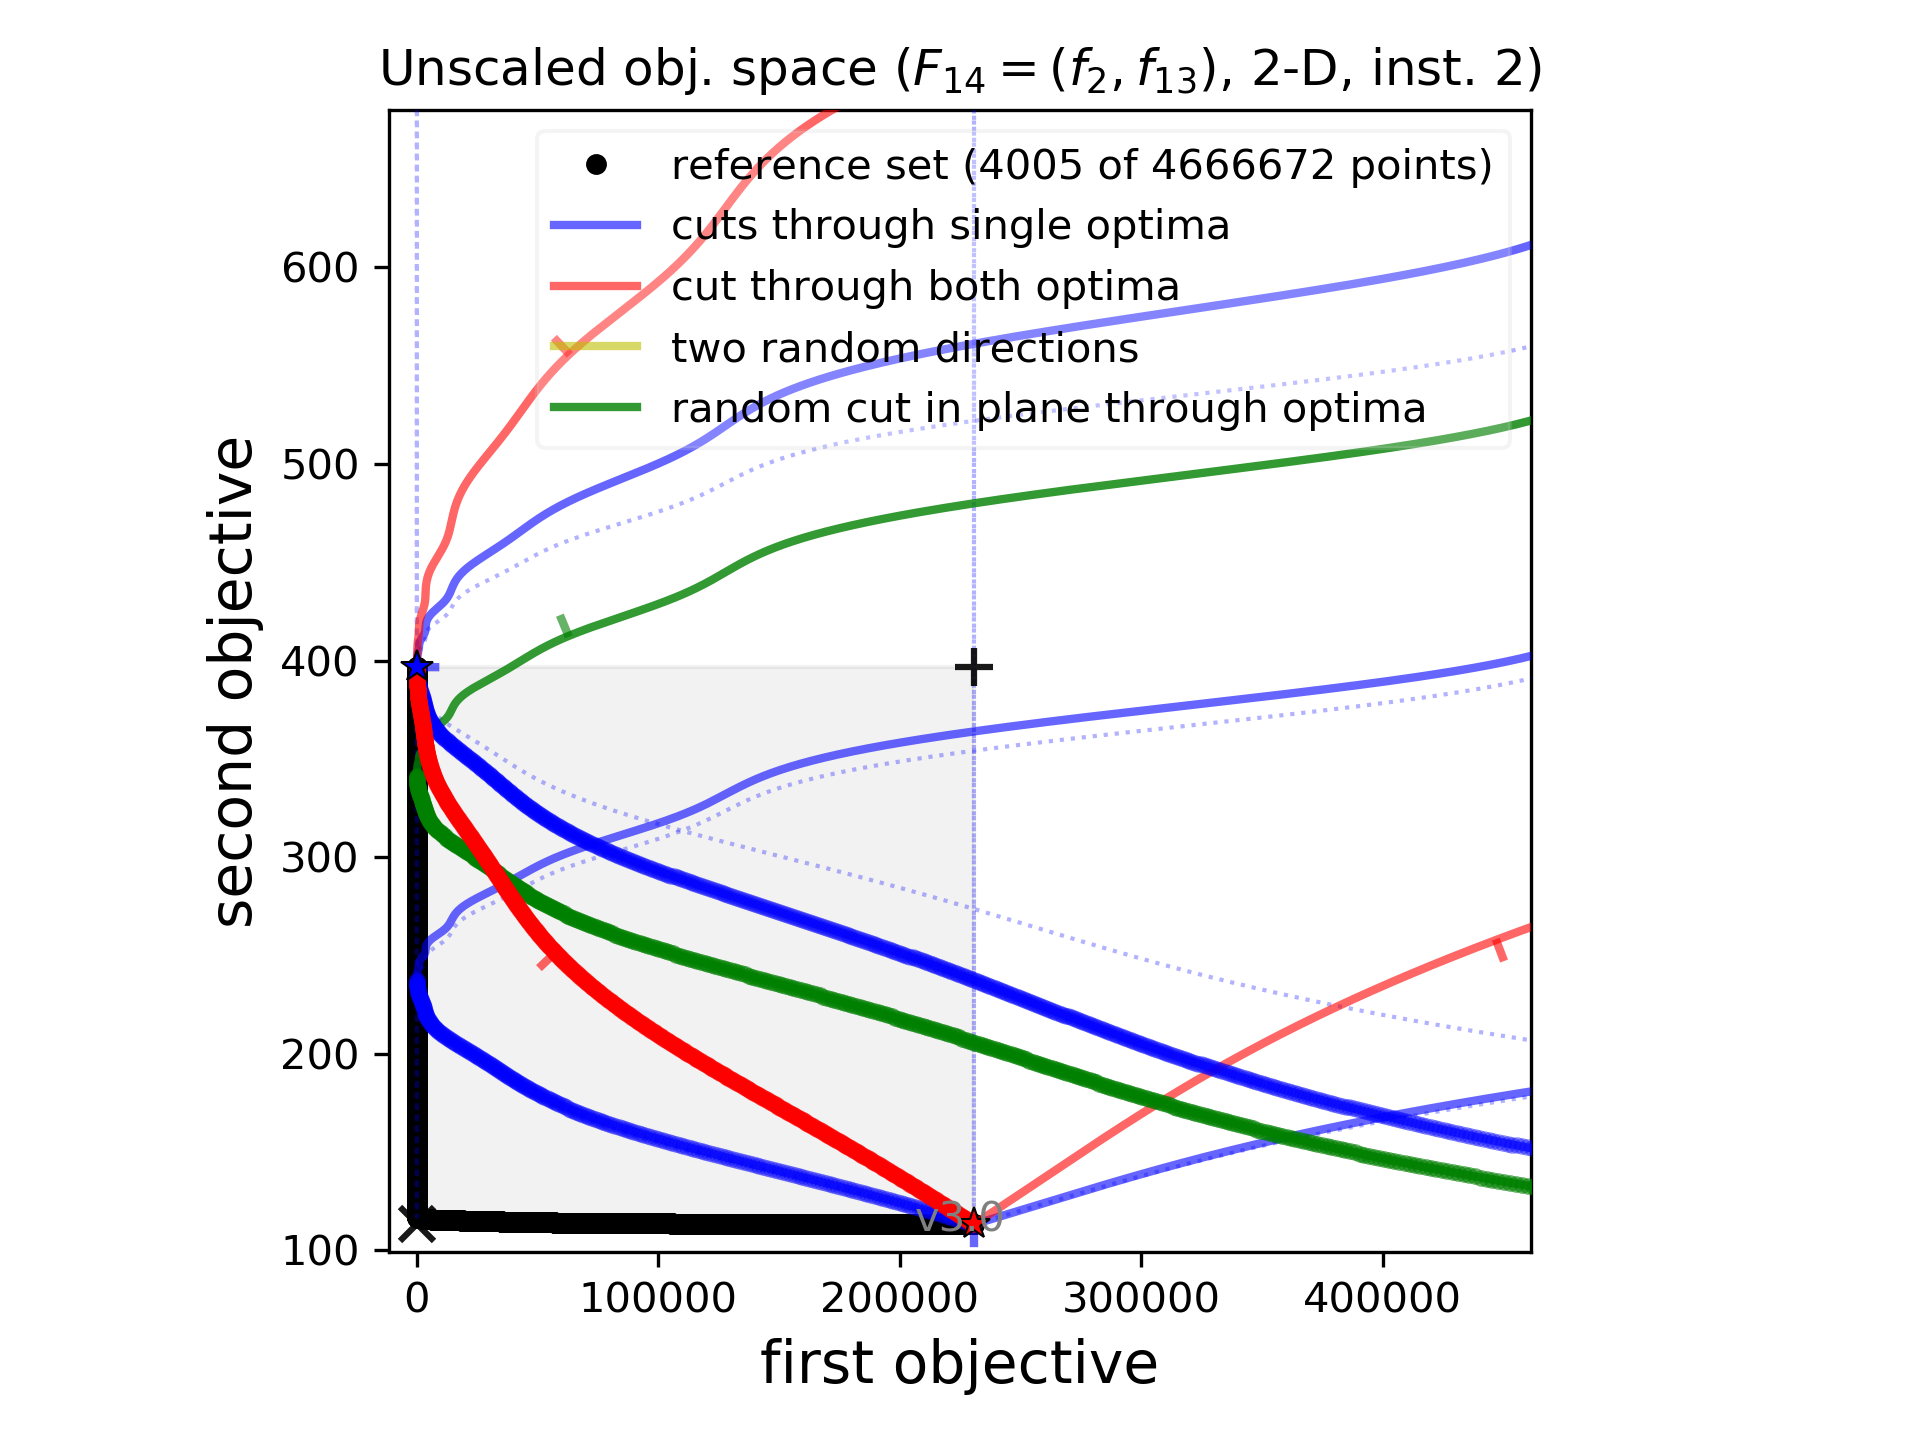 Unscaled obj. space (F₁₄ = (f₂, f₁₃), 2-D, inst. 2)
reference set (4005 of 4666672 points)
cuts through single optima
cut through both optima
two random directions
random cut in plane through optima
600
500
400
300
200
100
second objective
v3.0
0 100000 200000 300000 400000
first objective